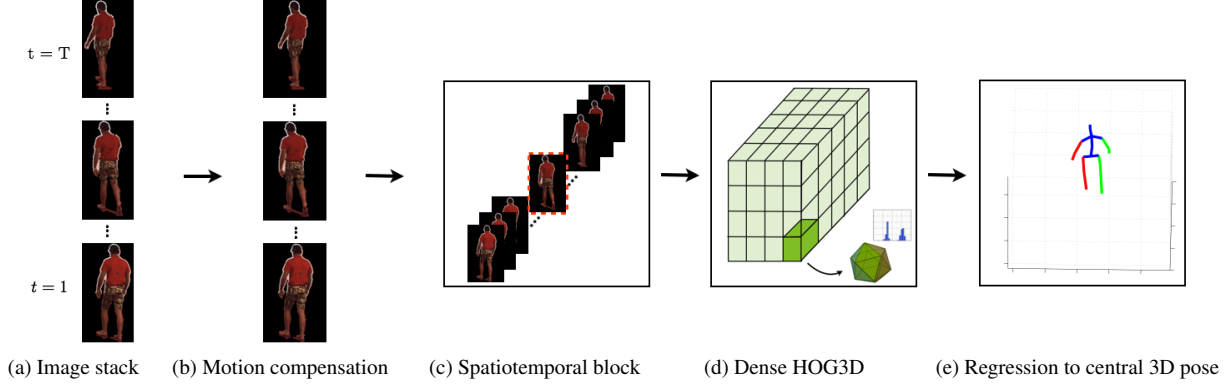 t = T
t = 1
(a) Image stack
(b) Motion compensation
(c) Spatiotemporal block
(d) Dense HOG3D
(e) Regression to central 3D pose